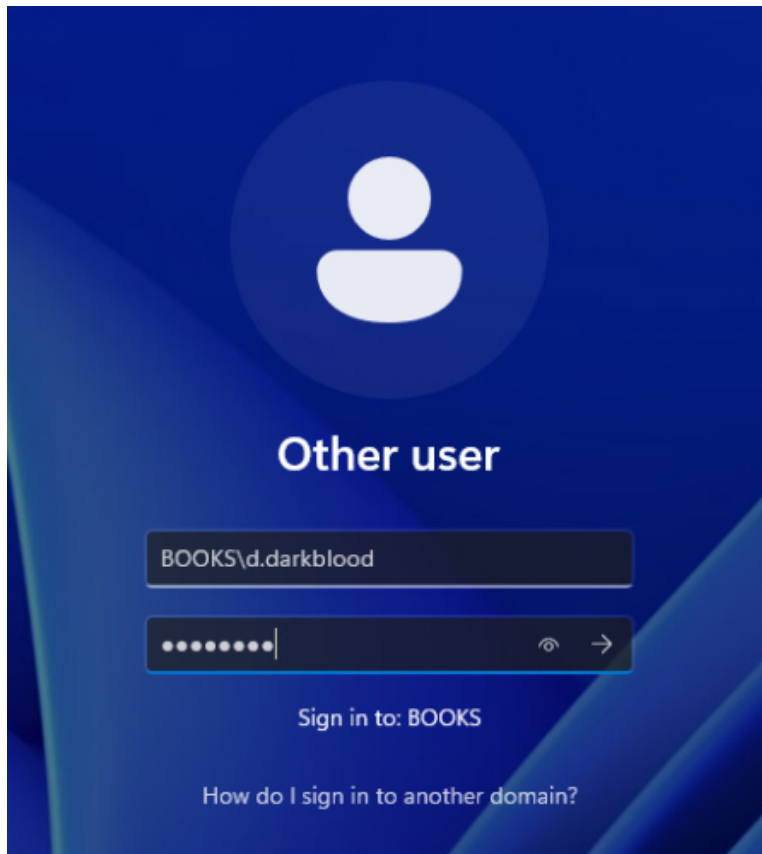 Other user
BOOKS\d.darkblood
••••••••
Sign in to: BOOKS
How do I sign in to another domain?